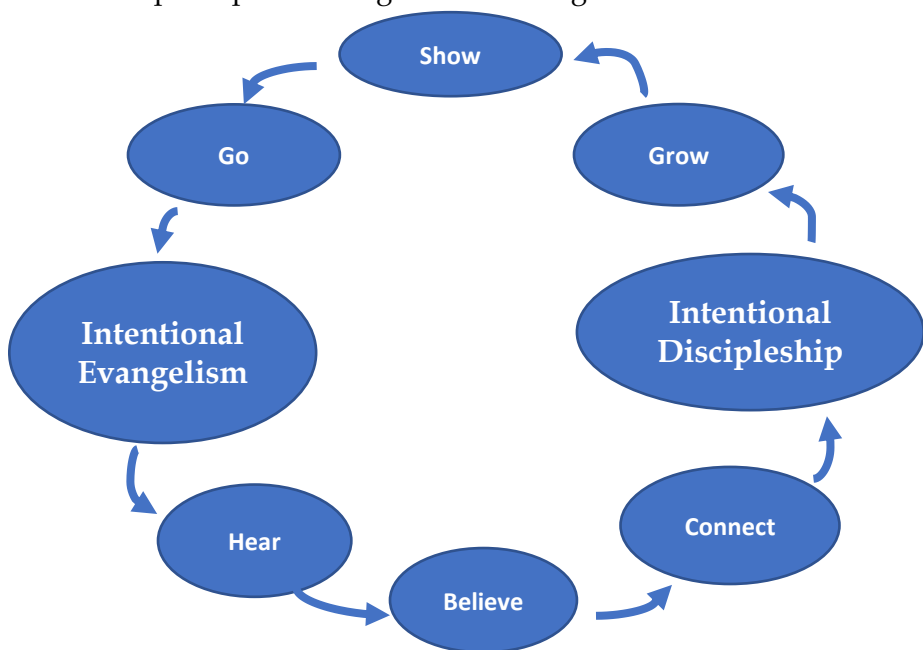 Show
Go
Grow
Intentional
Evangelism
Intentional
Discipleship
Hear
Believe
Connect